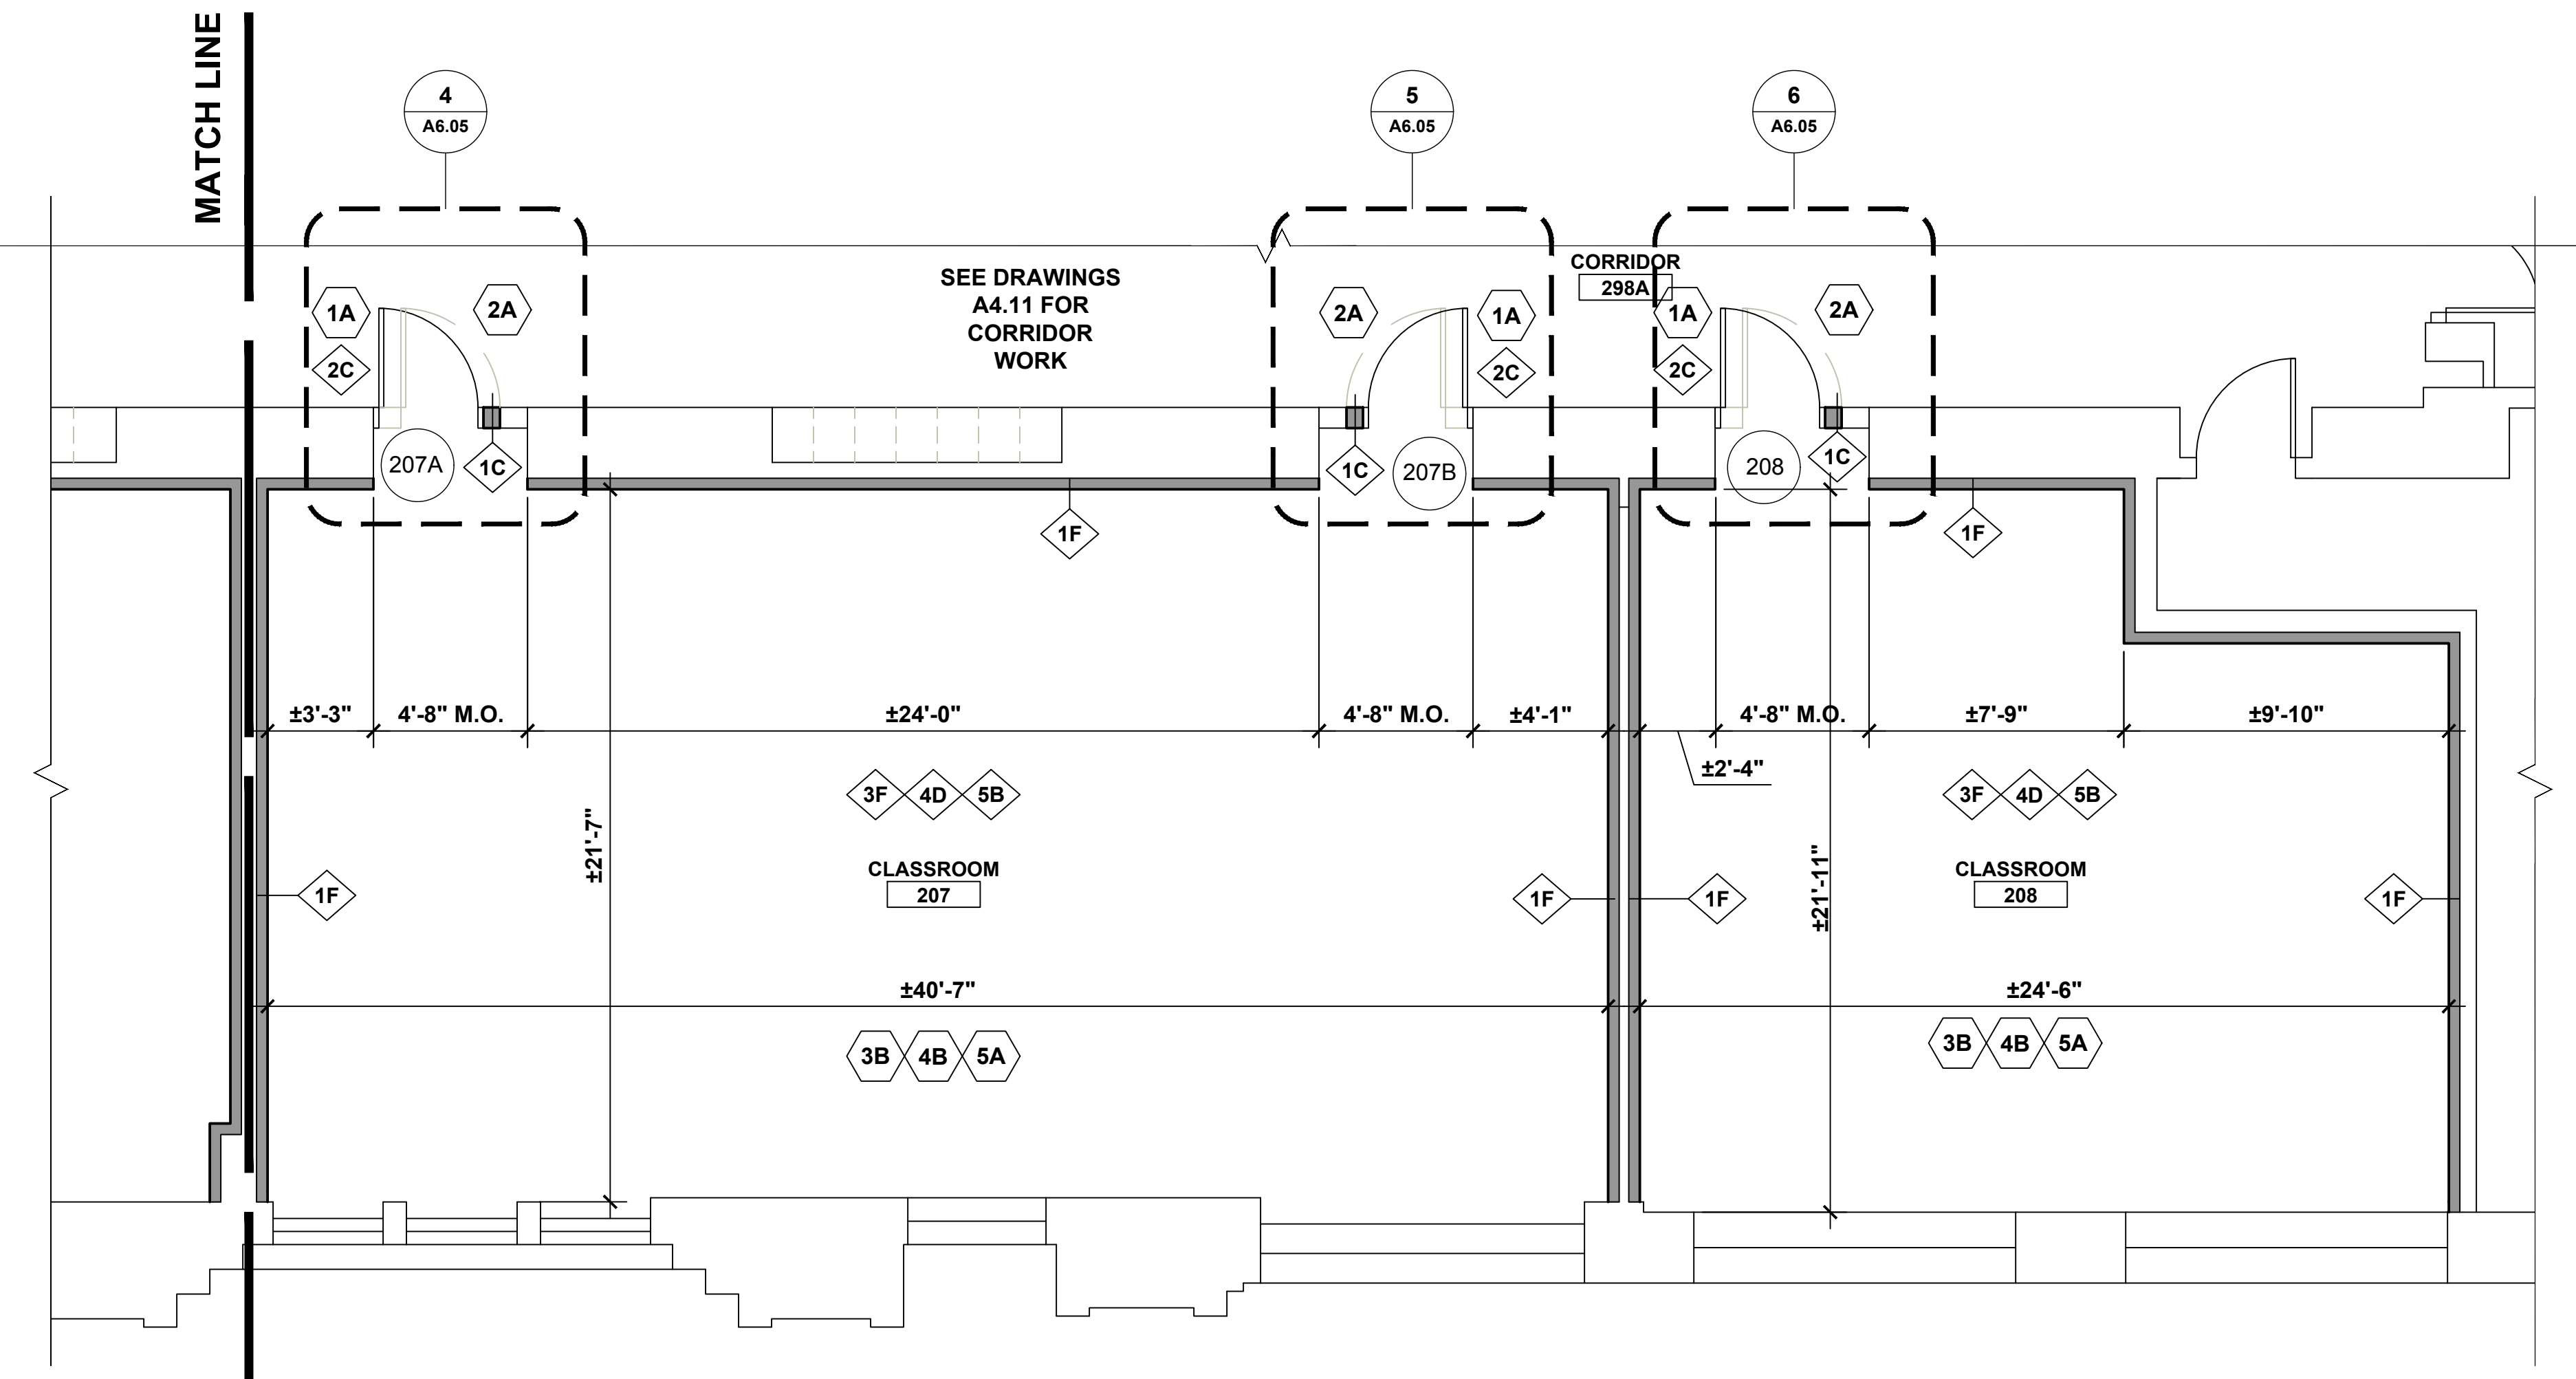 MATCH LINE
4
A6.05
5
A6.05
6
A6.05
SEE DRAWINGS
A4.11 FOR
CORRIDOR
WORK
CORRIDOR
298A
1A
2A
2C
207A
1C
2A
1A
2C
1C
207B
1A
2A
2C
208
1C
1F
1F
±3'-3"
4'-8" M.O.
±24'-0"
4'-8" M.O.
±4'-1"
±2'-4"
4'-8" M.O.
±7'-9"
±9'-10"
3F
4D
5B
3F
4D
5B
±21'-7"
±21'-11"
CLASSROOM
207
CLASSROOM
208
1F
1F
1F
1F
±40'-7"
±24'-6"
3B
4B
5A
3B
4B
5A